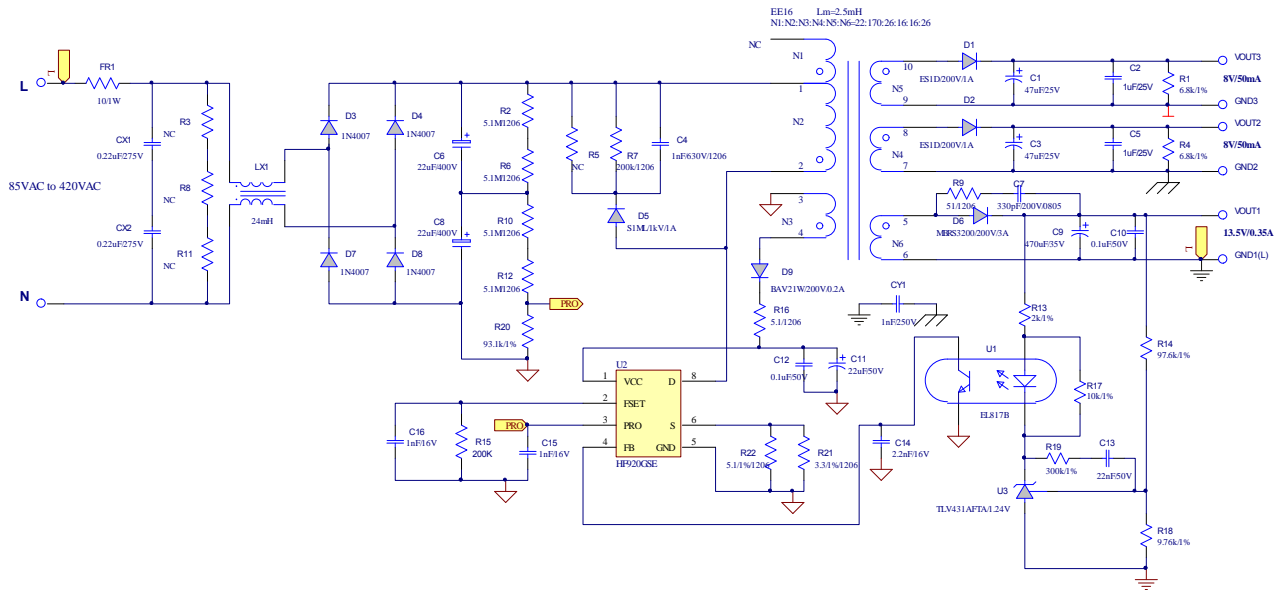 EE16 Lm=2.5mH
N1:N2:N3:N4:N5:N6=22:170:26:16:16:26
L
L
FR1
10/1W
CX1
NC
0.22uF/275V
R3
NC
R8
NC
CX2
0.22uF/275V
R11
NC
85VAC to 420VAC
N
LX1
24mH
D3
1N4007
D4
1N4007
D7
1N4007
D8
1N4007
C6
22uF/400V
C8
22uF/400V
R2
5.1M1206
R6
5.1M1206
R10
5.1M1206
R12
5.1M1206
PRO
R20
93.1k/1%
R5
NC
R7
200k/1206
C4
1nF/630V/1206
D5
S1ML/1kV/1A
NC
N1
1
N2
2
3
N3
4
10
N5
9
8
N4
7
5
N6
6
D1
ES1D/200V/1A
D2
ES1D/200V/1A
C1
47uF/25V
C2
1uF/25V
R1
6.8k/1%
VOUT3
8V/50mA
GND3
C3
47uF/25V
C5
1uF/25V
R4
6.8k/1%
VOUT2
8V/50mA
GND2
R9
51/1206
C7
330pF/200V/0805
D6
MBRS3200/200V/3A
C9
470uF/35V
C10
0.1uF/50V
VOUT1
13.5V/0.35A
L
GND1(L)
D9
BAV21W/200V/0.2A
R16
5.1/1206
CY1
1nF/250V
C12
0.1uF/50V
C11
22uF/50V
U2
1
VCC
2
FSET
3
PRO
4
FB
D
8
S
6
GND
5
HF920GSE
PRO
C16
1nF/16V
R15
200K
C15
1nF/16V
R22
5.1/1%/1206
R21
3.3/1%/1206
C14
2.2nF/16V
U1
EL817B
R13
2k/1%
R17
10k/1%
R14
97.6k/1%
R19
300k/1%
C13
22nF/50V
U3
TLV431AFTA/1.24V
R18
9.76k/1%